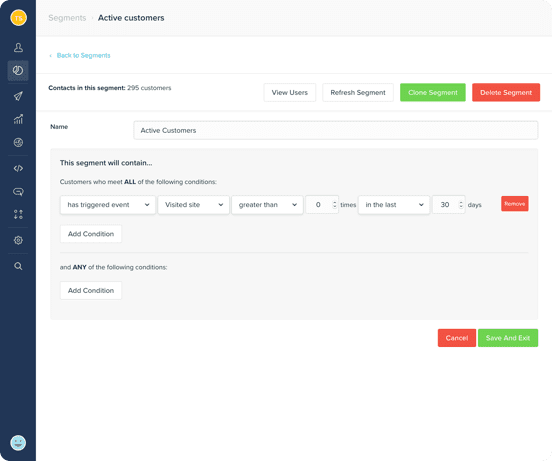 TS
Segments › Active customers
Back to Segments
Contacts in this segment: 295 customers
View Users
Refresh Segment
Clone Segment
Delete Segment
Name
Active Customers
This segment will contain...
Customers who meet ALL of the following conditions:
has triggered event Visited site greater than 0 times in the last 30 days Remove
Add Condition
and ANY of the following conditions:
Add Condition
Cancel
Save And Exit